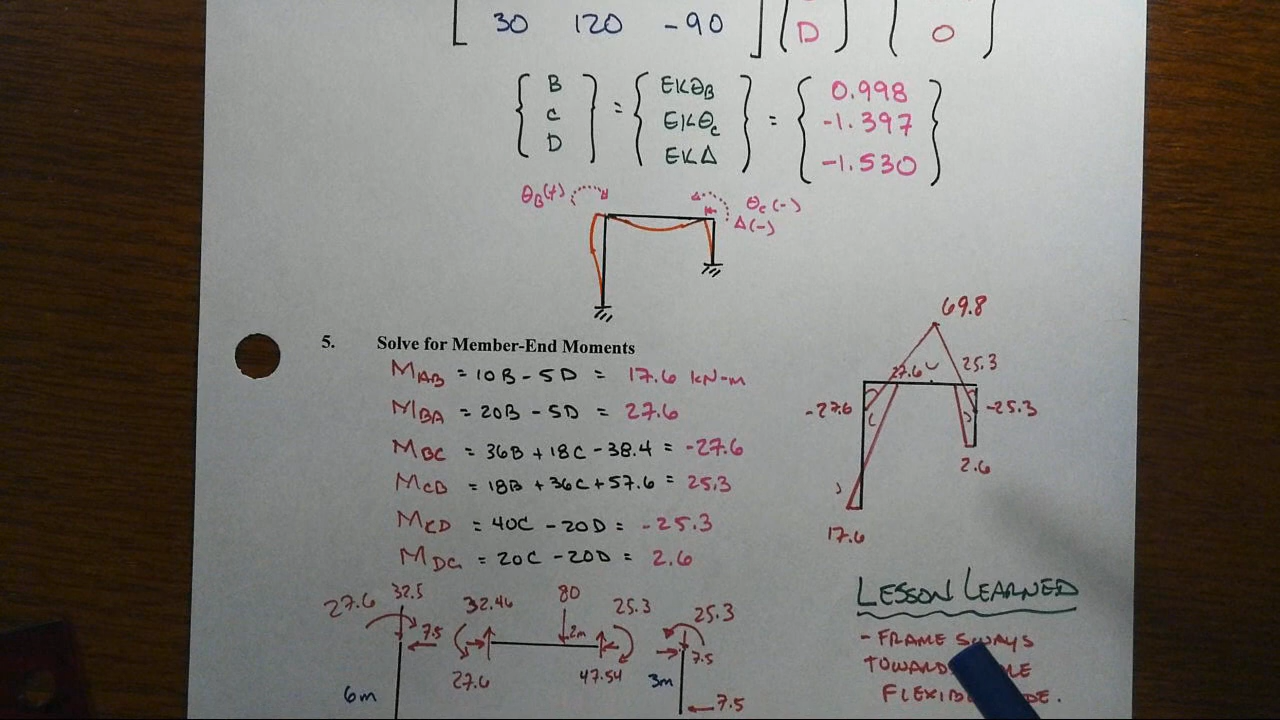 30 120 -90 D 0
{ B C D } = { EKθB EKθc EKΔ } = { 0.998 -1.397 -1.530 }
θB(+)
θc(-)
Δ(-)
69.8
5. Solve for Member-End Moments
MAB = 10B - 5D = 17.6 kN-m
MBA = 20B - 5D = 27.6
MBC = 36B + 18C - 38.4 = -27.6
MCB = 18B + 36C + 57.6 = 25.3
MCD = 40C - 20D = -25.3
MDC = 20C - 20D = 2.6
27.6 25.3
-27.6 -25.3
2.6
17.6
27.6 32.5 7.5
6m
32.46 80 25.3
2m
27.6 47.54
25.3
7.5
3m
7.5
LESSON LEARNED
- FRAME SWAYS
TOWARD
FLEXIB